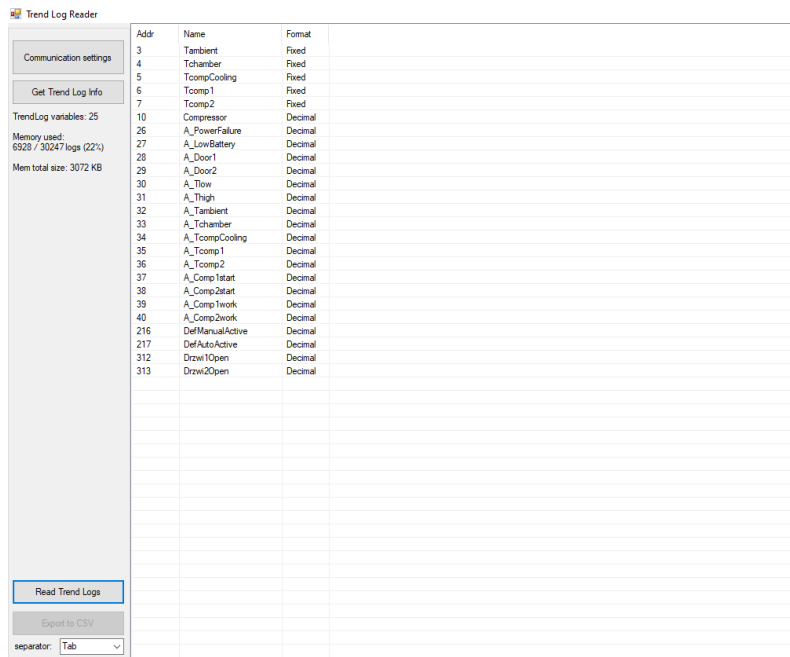 Trend Log Reader
Communication settings
Get Trend Log Info
TrendLog variables: 25
Memory used:
6928 / 30247 logs (22%)
Mem total size: 3072 KB
Addr Name Format
3 Tambient Fixed
4 Tchamber Fixed
5 TcompCooling Fixed
6 Tcomp1 Fixed
7 Tcomp2 Fixed
10 Compressor Decimal
26 A_PowerFailure Decimal
27 A_LowBattery Decimal
28 A_Door1 Decimal
29 A_Door2 Decimal
30 A_Tlow Decimal
31 A_Thigh Decimal
32 A_Tambient Decimal
33 A_Tchamber Decimal
34 A_TcompCooling Decimal
35 A_Tcomp1 Decimal
36 A_Tcomp2 Decimal
37 A_Comp1start Decimal
38 A_Comp2start Decimal
39 A_Comp1work Decimal
40 A_Comp2work Decimal
216 DefManualActive Decimal
217 DefAutoActive Decimal
312 Drzwi1Open Decimal
313 Drzwi2Open Decimal
Read Trend Logs
Export to CSV
separator: Tab